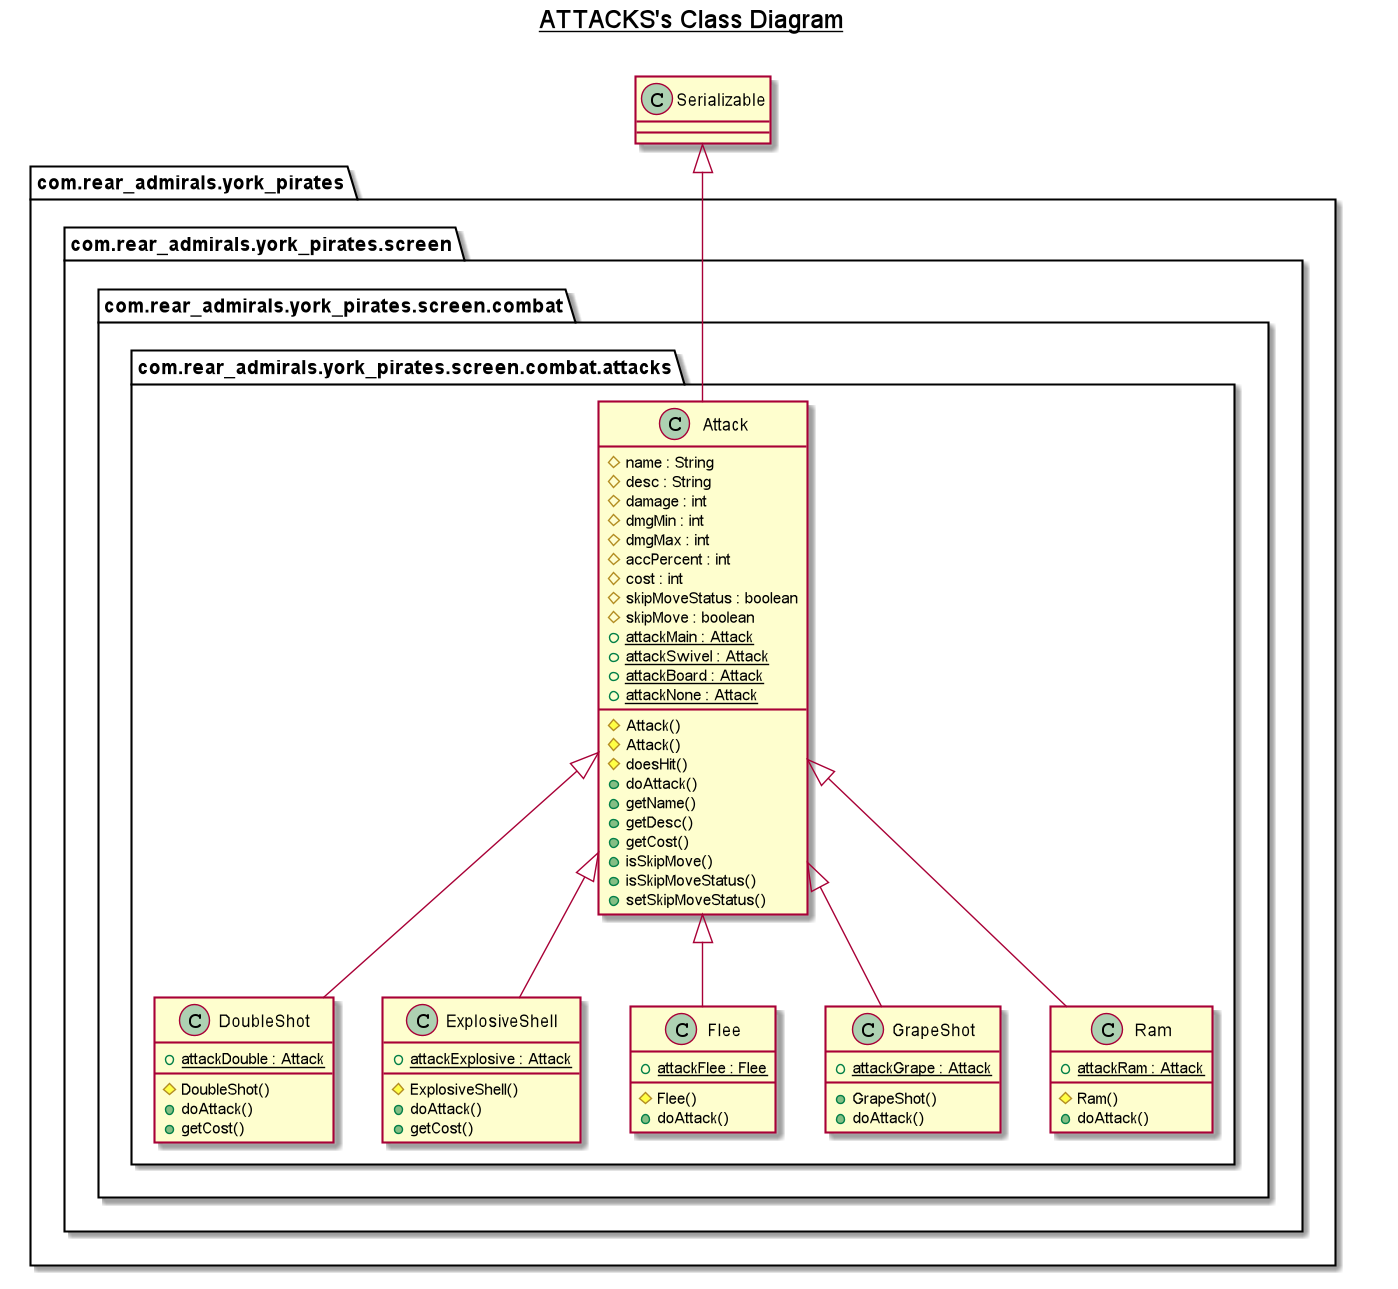 ATTACKS's Class Diagram
C Serializable
com.rear_admirals.york_pirates
com.rear_admirals.york_pirates.screen
com.rear_admirals.york_pirates.screen.combat
com.rear_admirals.york_pirates.screen.combat.attacks
C Attack
name : String
desc : String
damage : int
dmgMin : int
dmgMax : int
accPercent : int
cost : int
skipMoveStatus : boolean
skipMove : boolean
attackMain : Attack
attackSwivel : Attack
attackBoard : Attack
attackNone : Attack
Attack()
Attack()
doesHit()
doAttack()
getName()
getDesc()
getCost()
isSkipMove()
isSkipMoveStatus()
setSkipMoveStatus()
C DoubleShot
attackDouble : Attack
DoubleShot()
doAttack()
getCost()
C ExplosiveShell
attackExplosive : Attack
ExplosiveShell()
doAttack()
getCost()
C Flee
attackFlee : Flee
Flee()
doAttack()
C GrapeShot
attackGrape : Attack
GrapeShot()
doAttack()
C Ram
attackRam : Attack
Ram()
doAttack()